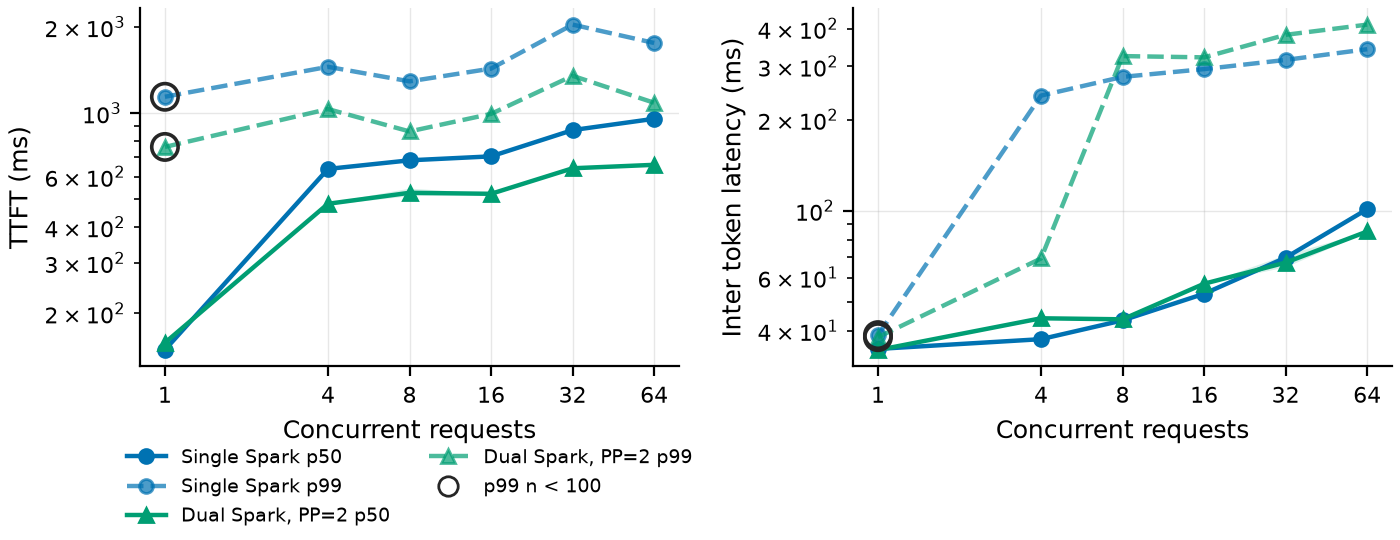 TTFT (ms)
2 × 10³
10³
6 × 10²
4 × 10²
3 × 10²
2 × 10²
1 4 8 16 32 64
Concurrent requests
Inter token latency (ms)
4 × 10²
3 × 10²
2 × 10²
10²
6 × 10¹
4 × 10¹
1 4 8 16 32 64
Concurrent requests
Single Spark p50
Single Spark p99
Dual Spark, PP=2 p50
Dual Spark, PP=2 p99
p99 n < 100